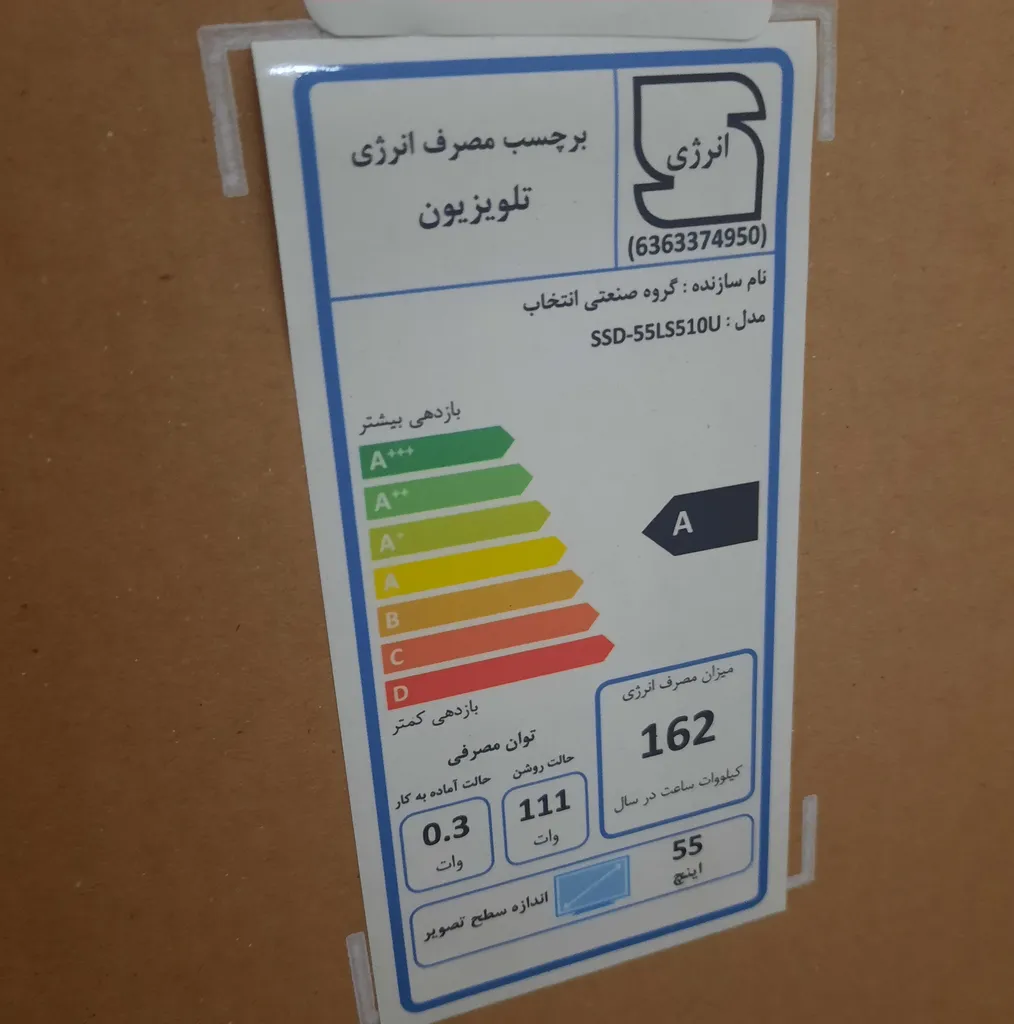 برچسب مصرف انرژی
تلویزیون
انرژی
(6363374950)
نام سازنده : گروه صنعتی انتخاب
مدل : SSD-55LS510U
بازدهی بیشتر
A+++
A++
A+
A
B
C
D
بازدهی کمتر
A
میزان مصرف انرژی
162
کیلووات ساعت در سال
توان مصرفی
حالت روشن
111
وات
حالت آماده به کار
0.3
وات
55
اینچ
اندازه سطح تصویر